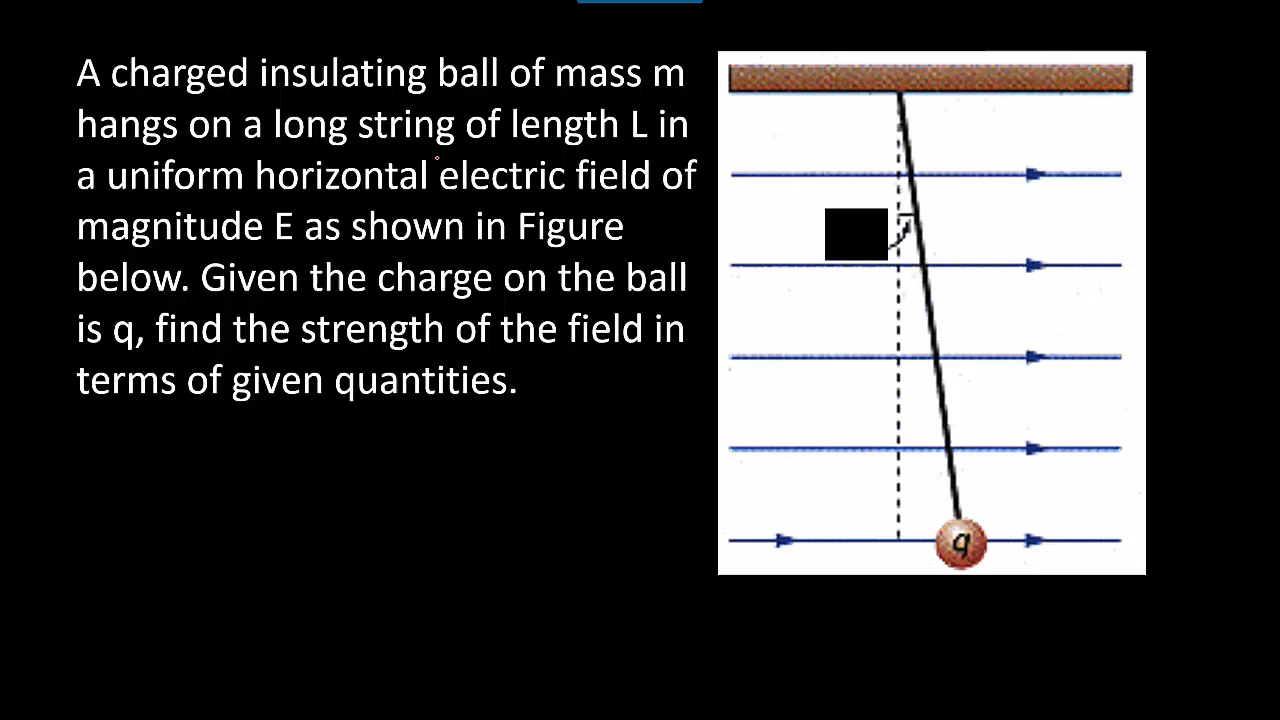 A charged insulating ball of mass m
hangs on a long string of length L in
a uniform horizontal electric field of
magnitude E as shown in Figure
below. Given the charge on the ball
is q, find the strength of the field in
terms of given quantities.
q